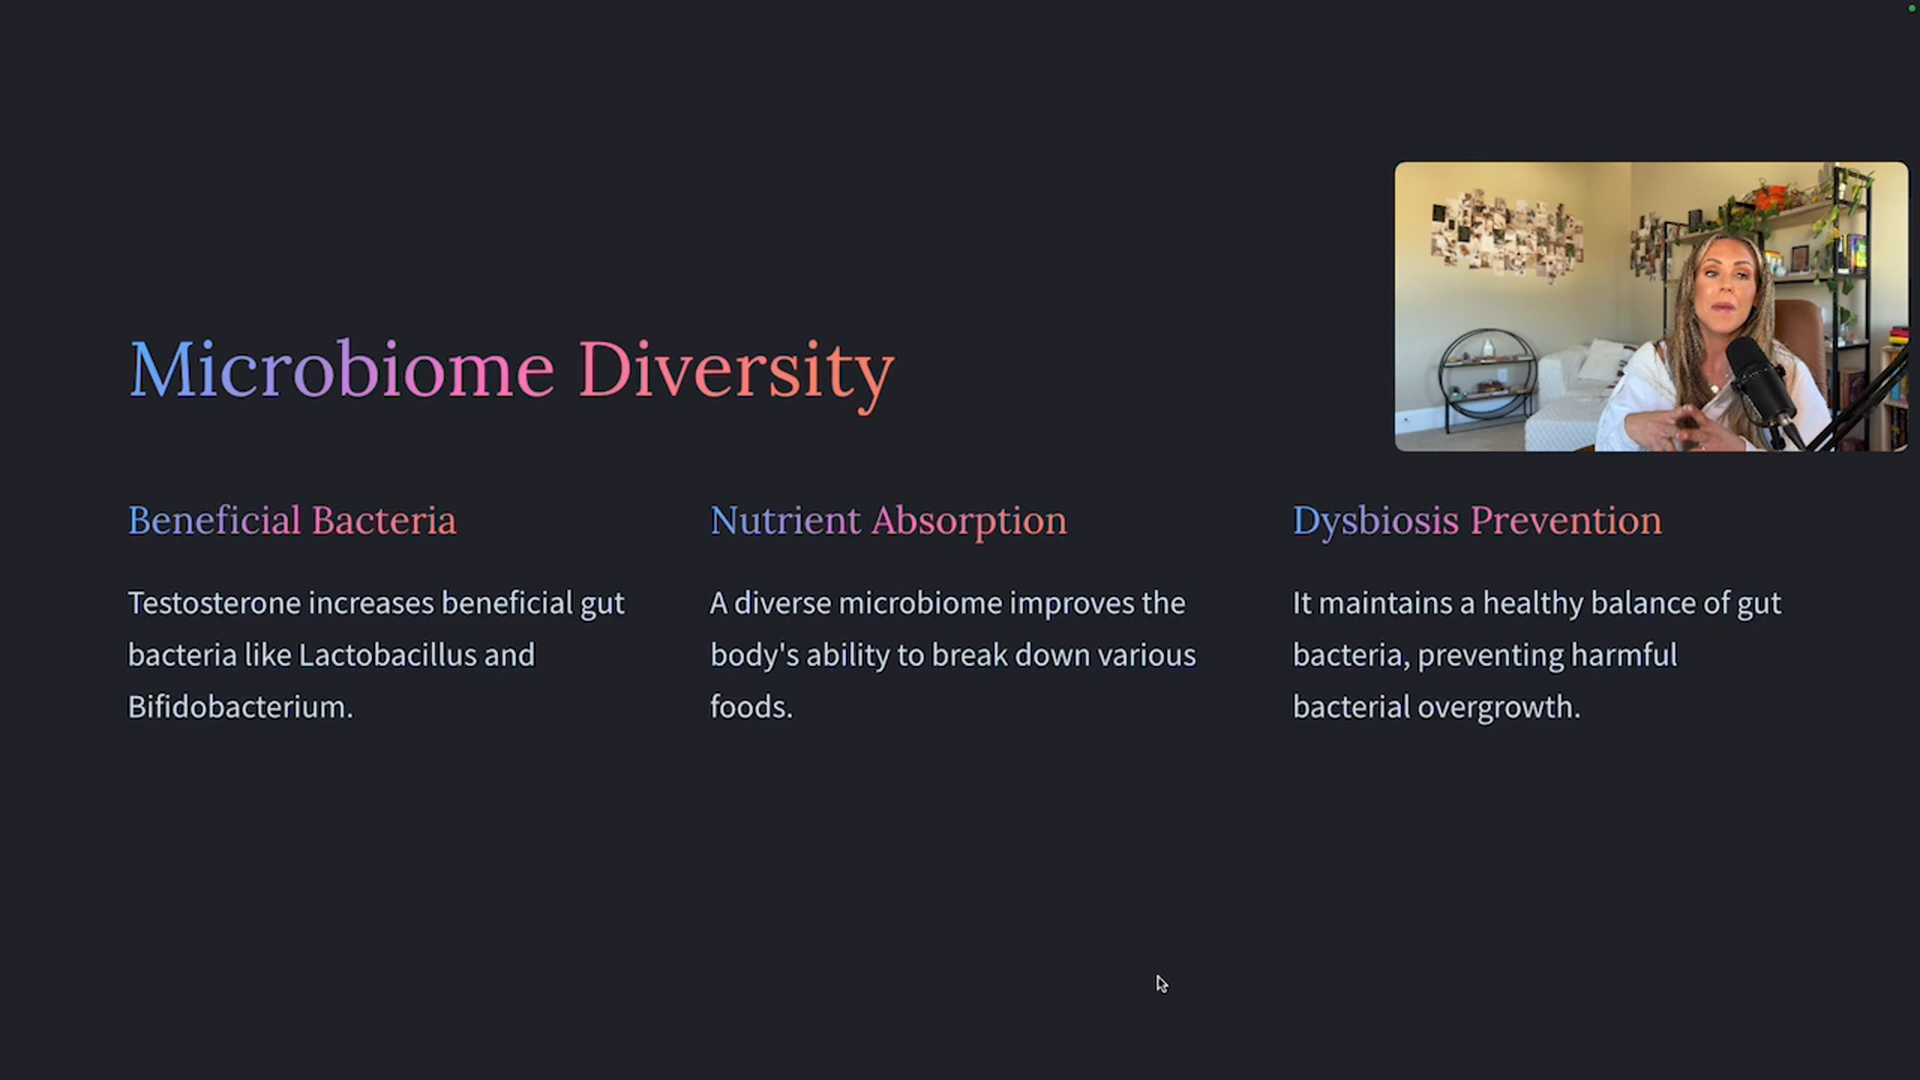 Microbiome Diversity
Beneficial Bacteria
Testosterone increases beneficial gut
bacteria like Lactobacillus and
Bifidobacterium.
Nutrient Absorption
A diverse microbiome improves the
body's ability to break down various
foods.
Dysbiosis Prevention
It maintains a healthy balance of gut
bacteria, preventing harmful
bacterial overgrowth.